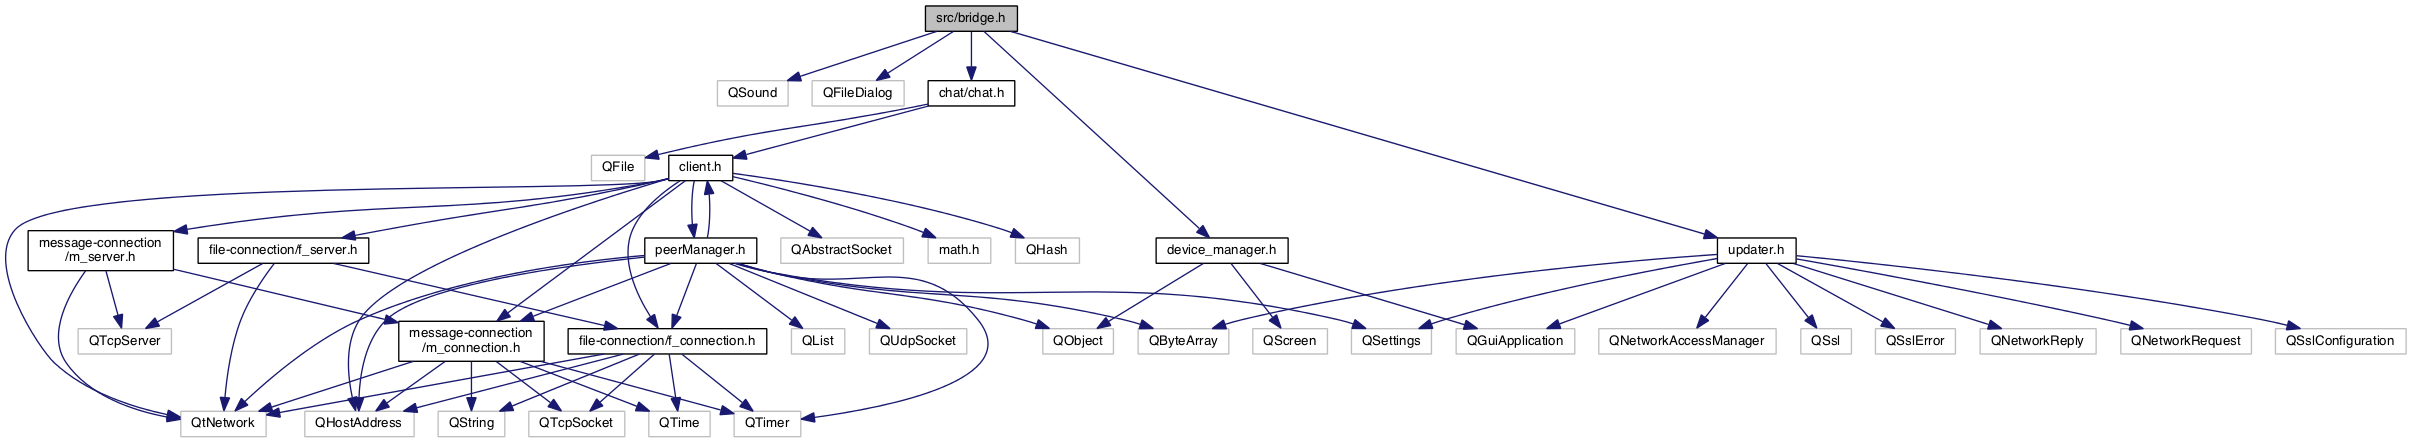 src/bridge.h
QSound
QFileDialog
chat/chat.h
QFile
client.h
message-connection
/m_server.h
file-connection/f_server.h
peerManager.h
QAbstractSocket
math.h
QHash
device_manager.h
updater.h
QTcpServer
message-connection
/m_connection.h
file-connection/f_connection.h
QList
QUdpSocket
QObject
QByteArray
QScreen
QSettings
QGuiApplication
QNetworkAccessManager
QSsl
QSslError
QNetworkReply
QNetworkRequest
QSslConfiguration
QtNetwork
QHostAddress
QString
QTcpSocket
QTime
QTimer